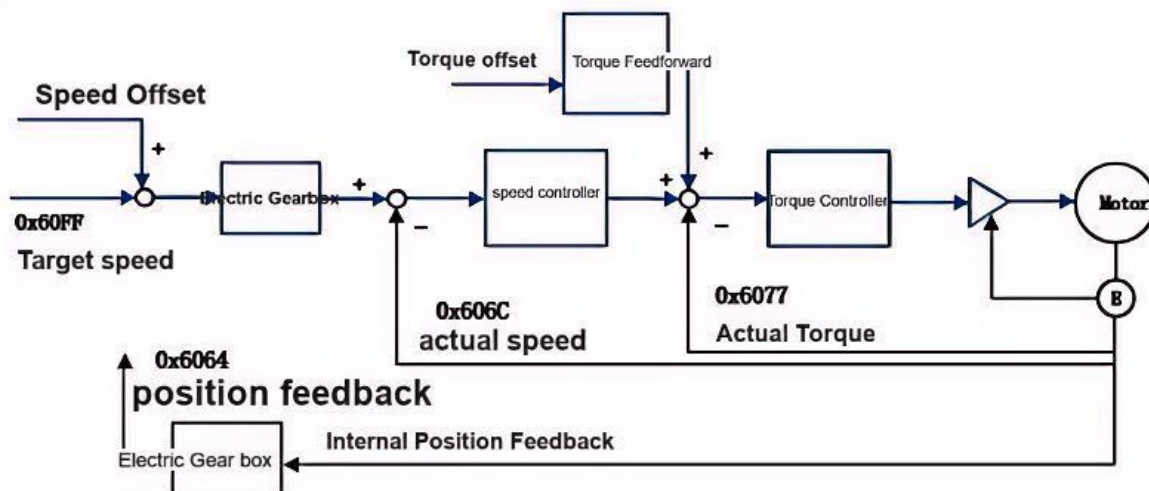 Torque offset
Torque Feedforward
Speed Offset
+
+
Electric Gearbox
+
speed controller
+
Torque Controller
Motor
0x60FF
−
−
Target speed
0x6077
E
0x606C
Actual Torque
actual speed
0x6064
position feedback
Internal Position Feedback
Electric Gear box